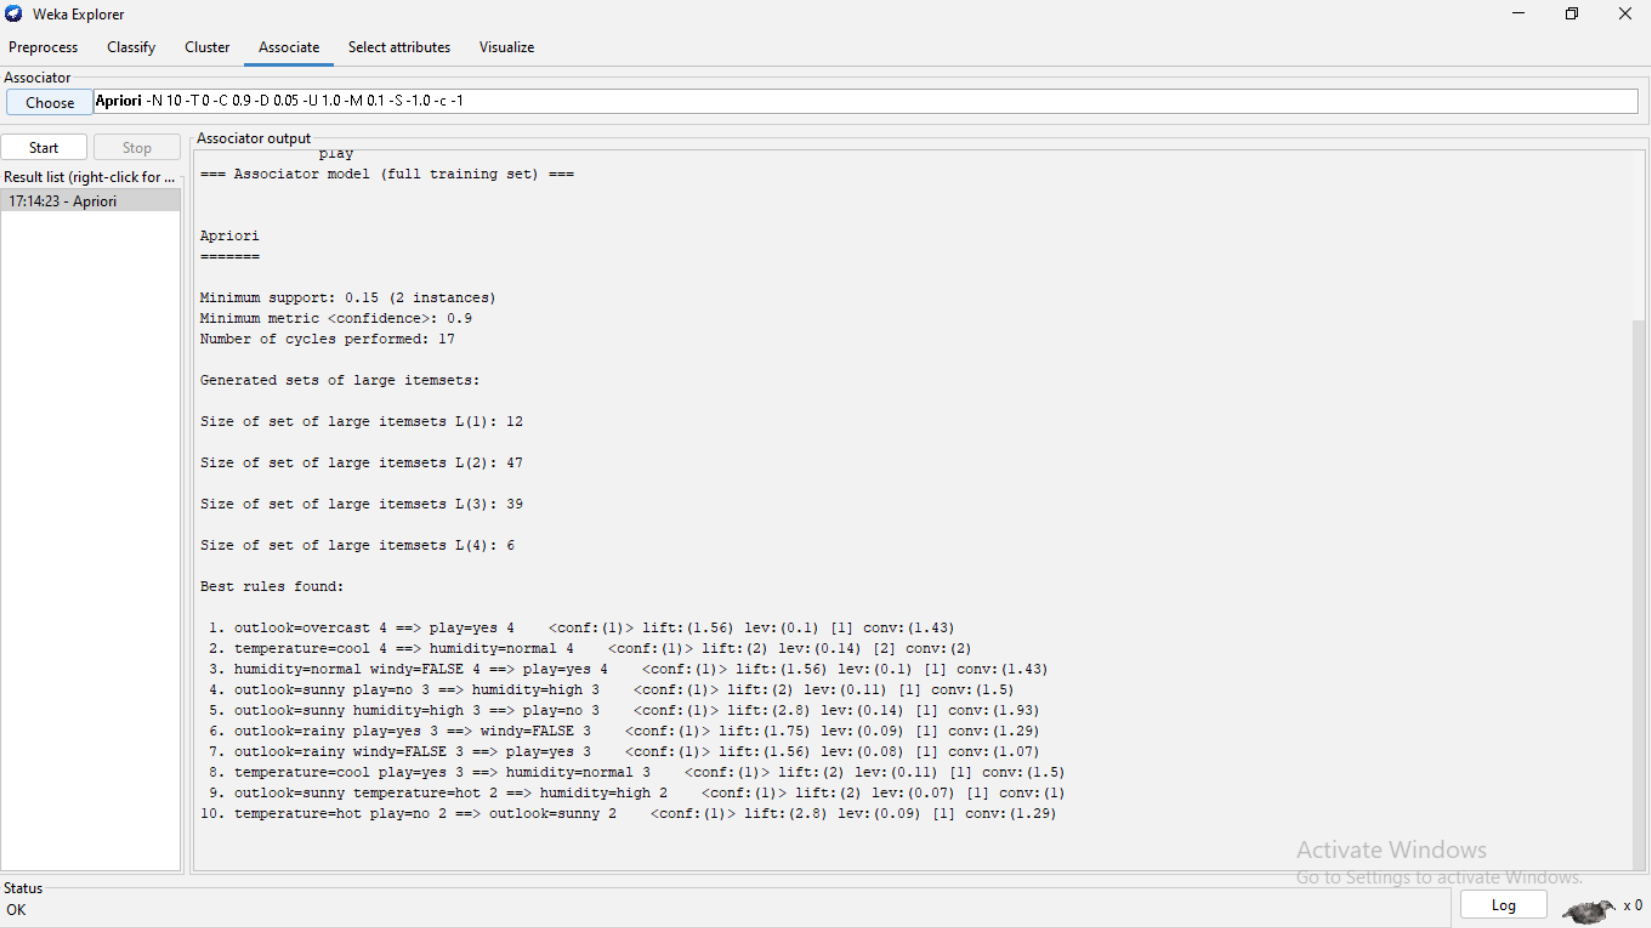 Weka Explorer
Preprocess Classify Cluster Associate Select attributes Visualize
Associator
Choose Apriori -N 10 -T 0 -C 0.9 -D 0.05 -U 1.0 -M 0.1 -S -1.0 -c -1
Start Stop
Associator output
Result list (right-click for ...
17:14:23 - Apriori
play
=== Associator model (full training set) ===
Apriori
=======
Minimum support: 0.15 (2 instances)
Minimum metric <confidence>: 0.9
Number of cycles performed: 17
Generated sets of large itemsets:
Size of set of large itemsets L(1): 12
Size of set of large itemsets L(2): 47
Size of set of large itemsets L(3): 39
Size of set of large itemsets L(4): 6
Best rules found:
1. outlook=overcast 4 ==> play=yes 4 <conf:(1)> lift:(1.56) lev:(0.1) [1] conv:(1.43)
2. temperature=cool 4 ==> humidity=normal 4 <conf:(1)> lift:(2) lev:(0.14) [2] conv:(2)
3. humidity=normal windy=FALSE 4 ==> play=yes 4 <conf:(1)> lift:(1.56) lev:(0.1) [1] conv:(1.43)
4. outlook=sunny play=no 3 ==> humidity=high 3 <conf:(1)> lift:(2) lev:(0.11) [1] conv:(1.5)
5. outlook=sunny humidity=high 3 ==> play=no 3 <conf:(1)> lift:(2.8) lev:(0.14) [1] conv:(1.93)
6. outlook=rainy play=yes 3 ==> windy=FALSE 3 <conf:(1)> lift:(1.75) lev:(0.09) [1] conv:(1.29)
7. outlook=rainy windy=FALSE 3 ==> play=yes 3 <conf:(1)> lift:(1.56) lev:(0.08) [1] conv:(1.07)
8. temperature=cool play=yes 3 ==> humidity=normal 3 <conf:(1)> lift:(2) lev:(0.11) [1] conv:(1.5)
9. outlook=sunny temperature=hot 2 ==> humidity=high 2 <conf:(1)> lift:(2) lev:(0.07) [1] conv:(1)
10. temperature=hot play=no 2 ==> outlook=sunny 2 <conf:(1)> lift:(2.8) lev:(0.09) [1] conv:(1.29)
Activate Windows
Go to Settings to activate Windows.
Status
OK
Log
x 0